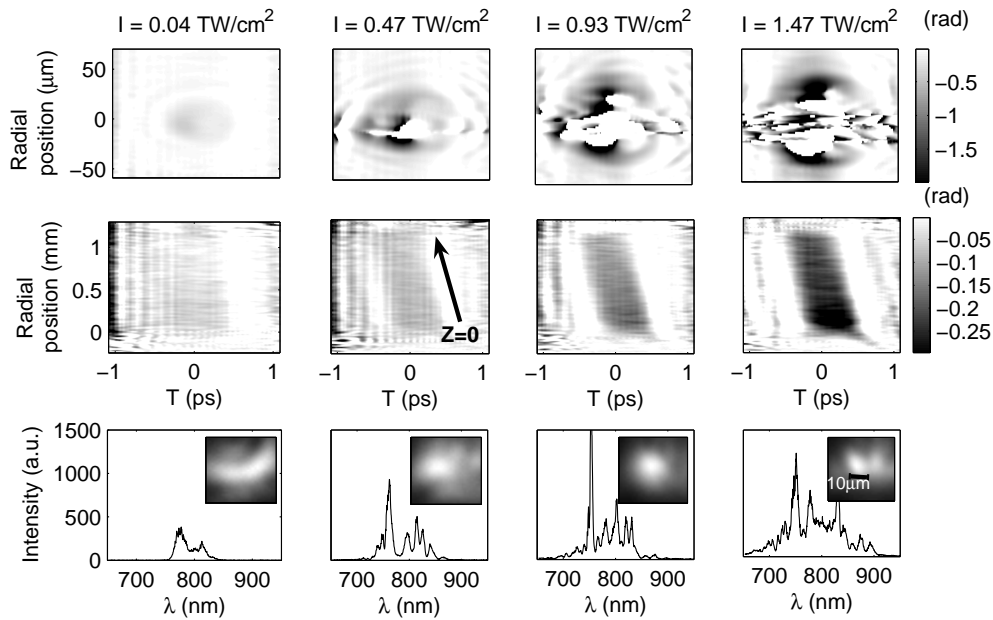 I = 0.04 TW/cm² I = 0.47 TW/cm² I = 0.93 TW/cm² I = 1.47 TW/cm² (rad)
Radial position (μm)
50
0
−50
−0.5
−1
−1.5
(rad)
Radial position (mm)
1
0.5
0
Z=0
−0.05
−0.1
−0.15
−0.2
−0.25
−1 0 1 −1 0 1 −1 0 1 −1 0 1
T (ps) T (ps) T (ps) T (ps)
Intensity (a.u.)
1500
1000
500
0
10μm
700 800 900 700 800 900 700 800 900 700 800 900
λ (nm) λ (nm) λ (nm) λ (nm)